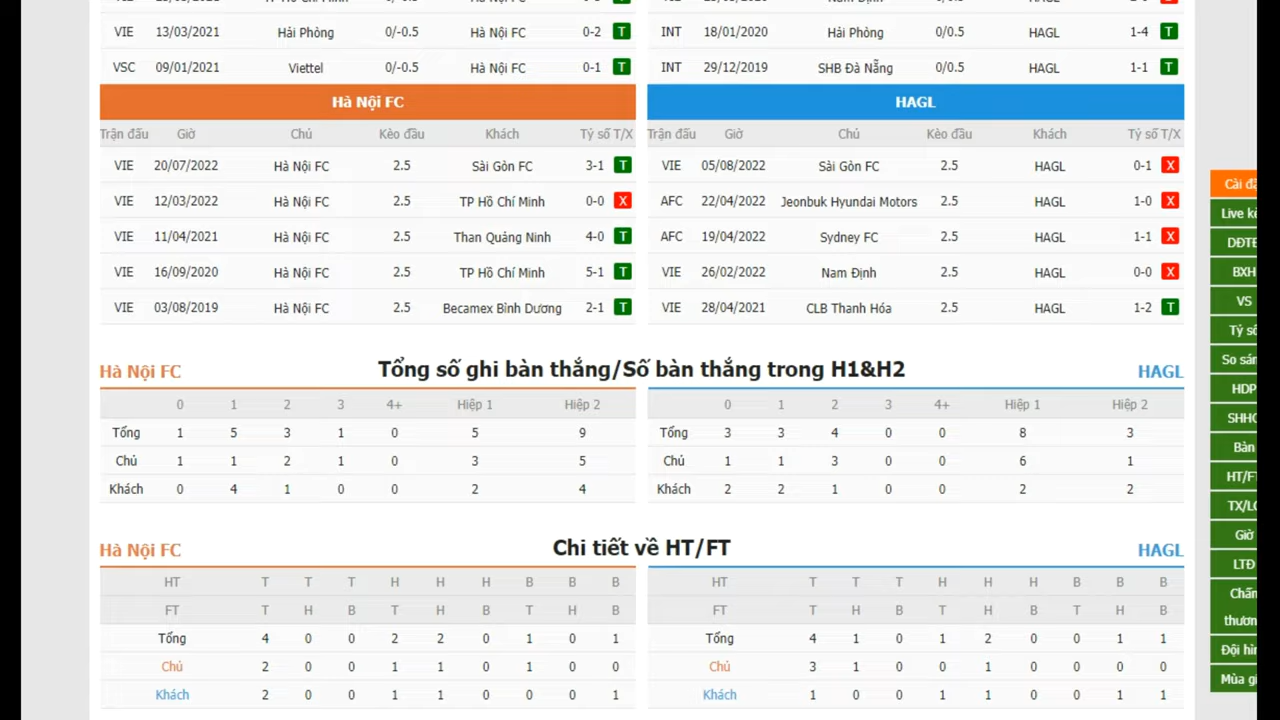 VIE 13/03/2021 Hải Phòng 0/-0.5 Hà Nội FC 0-2 T
VSC 09/01/2021 Viettel 0/-0.5 Hà Nội FC 0-1 T
INT 18/01/2020 Hải Phòng 0/0.5 HAGL 1-4 T
INT 29/12/2019 SHB Đà Nẵng 0/0.5 HAGL 1-1 T
Hà Nội FC
Trận đấu Giờ Chủ Kèo đầu Khách Tỷ số T/X
VIE 20/07/2022 Hà Nội FC 2.5 Sài Gòn FC 3-1 T
VIE 12/03/2022 Hà Nội FC 2.5 TP Hồ Chí Minh 0-0 X
VIE 11/04/2021 Hà Nội FC 2.5 Than Quảng Ninh 4-0 T
VIE 16/09/2020 Hà Nội FC 2.5 TP Hồ Chí Minh 5-1 T
VIE 03/08/2019 Hà Nội FC 2.5 Becamex Bình Dương 2-1 T
HAGL
Trận đấu Giờ Chủ Kèo đầu Khách Tỷ số T/X
VIE 05/08/2022 Sài Gòn FC 2.5 HAGL 0-1 X
AFC 22/04/2022 Jeonbuk Hyundai Motors 2.5 HAGL 1-0 X
AFC 19/04/2022 Sydney FC 2.5 HAGL 1-1 X
VIE 26/02/2022 Nam Định 2.5 HAGL 0-0 X
VIE 28/04/2021 CLB Thanh Hóa 2.5 HAGL 1-2 T
Hà Nội FC Tổng số ghi bàn thắng/Số bàn thắng trong H1&H2 HAGL
0 1 2 3 4+ Hiệp 1 Hiệp 2
Tổng 1 5 3 1 0 5 9
Chủ 1 1 2 1 0 3 5
Khách 0 4 1 0 0 2 4
0 1 2 3 4+ Hiệp 1 Hiệp 2
Tổng 3 3 4 0 0 8 3
Chủ 1 1 3 0 0 6 1
Khách 2 2 1 0 0 2 2
Hà Nội FC Chi tiết về HT/FT HAGL
HT T T T H H H B B B
FT T H B T H B T H B
Tổng 4 0 0 2 2 0 1 0 1
Chủ 2 0 0 1 1 0 1 0 0
Khách 2 0 0 1 1 0 0 0 1
HT T T T H H H B B B
FT T H B T H B T H B
Tổng 4 1 0 1 2 0 0 1 1
Chủ 3 1 0 0 1 0 0 0 0
Khách 1 0 0 1 1 0 0 1 1
Cài
Live
BXH
VS
Tỷ
So
HDP
Bàn
Giờ
LTĐ
Đội
Mùa